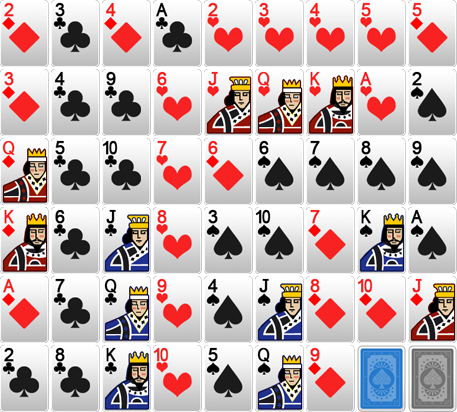 2 3 4 A 2 3 4 5 5
3 4 9 6 J Q K A 2
Q 5 10 7 6 6 7 8 9
K 6 J 8 3 10 7 K A
A 7 Q 9 4 J 8 10 J
2 8 K 10 5 Q 9